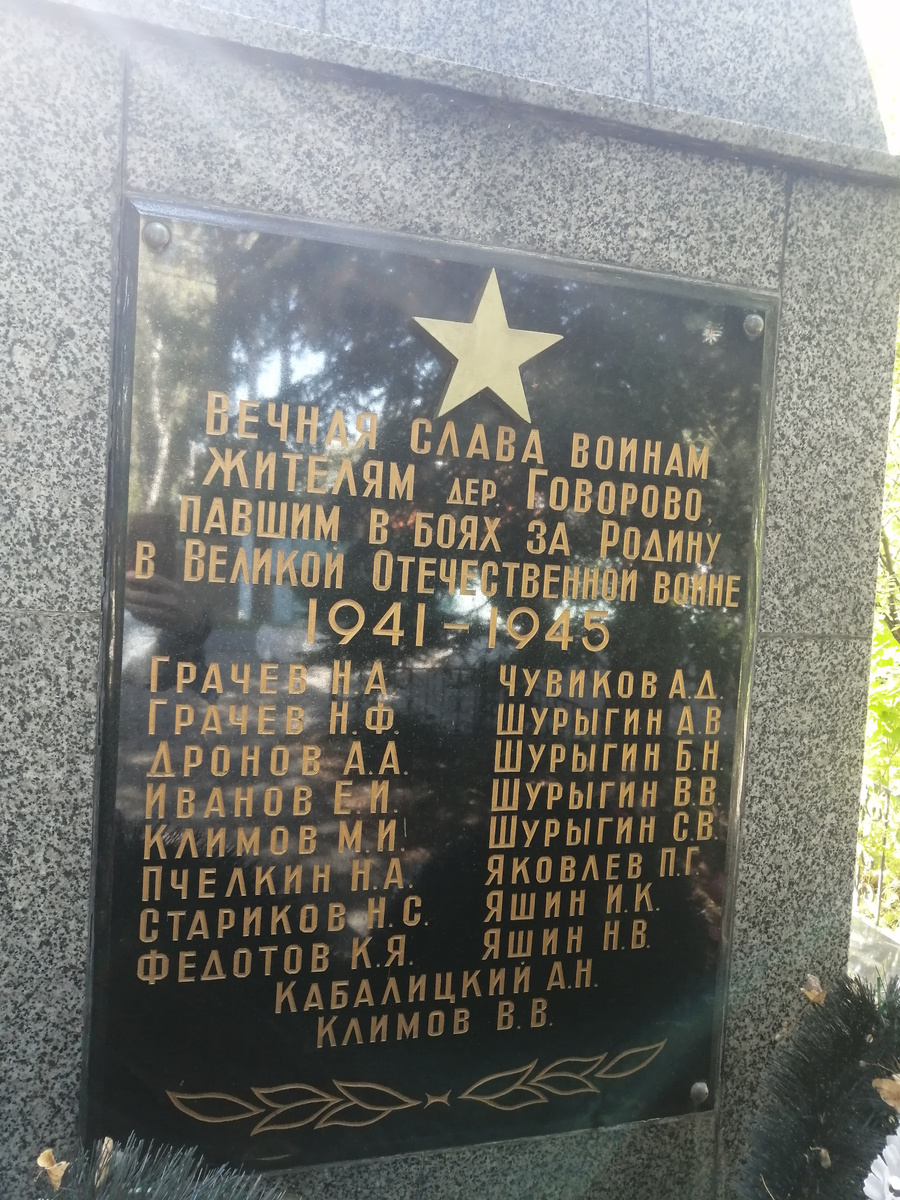 Вечная слава воинам
жителям дер Говорово,
павшим в боях за Родину
в Великой Отечественной войне
1941-1945
Грачев Н.А
Грачев Н.Ф.
Дронов А.А.
Иванов Е.И.
Климов М.И.
Пчелкин Н.А.
Стариков Н.С.
Федотов К.Я.
Чувиков А.Д.
Шурыгин А.В.
Шурыгин Б.Н.
Шурыгин В.В.
Шурыгин С.В.
Яковлев П.Г.
Яшин И.К.
Яшин Н.В.
Кабалицкий А.Н.
Климов В.В.